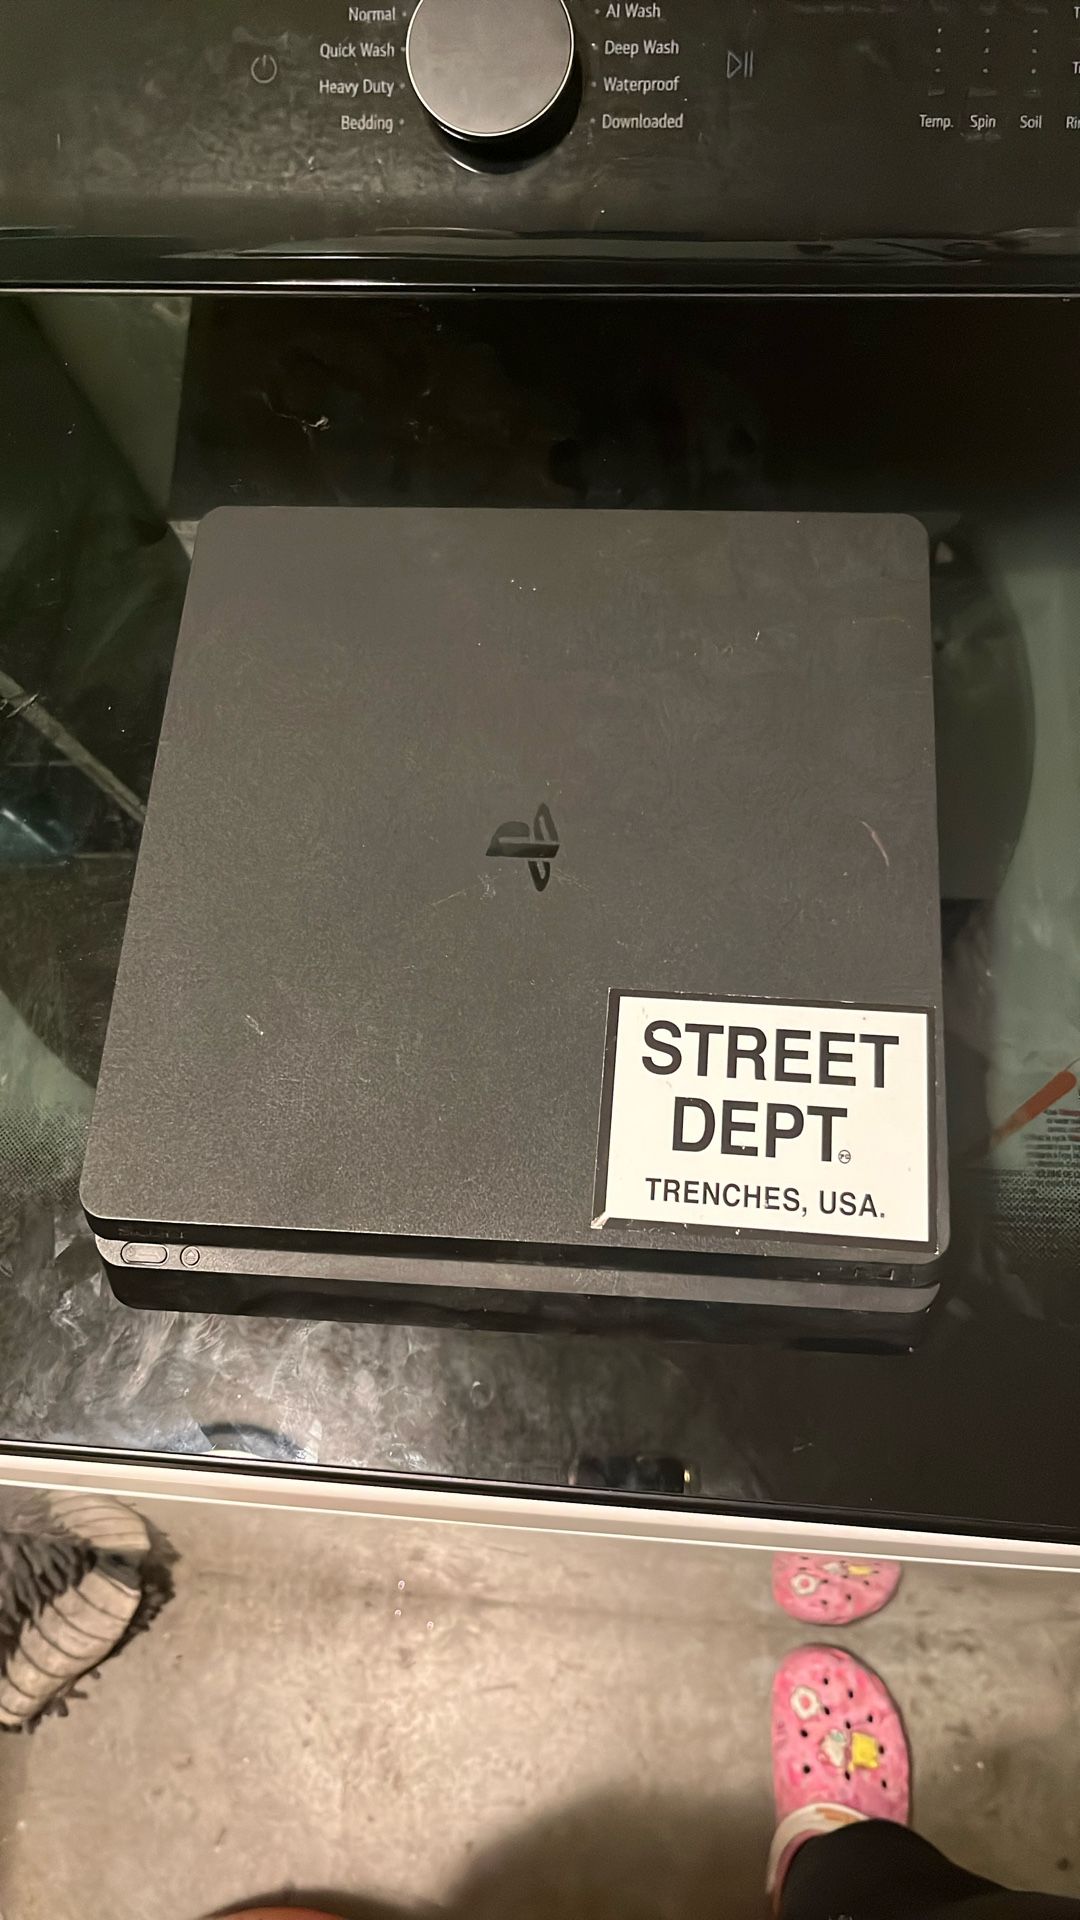 Normal
AI Wash
Quick Wash
Deep Wash
Heavy Duty
Waterproof
Bedding
Downloaded
Temp. Spin Soil
STREET
DEPT.
TRENCHES, USA.